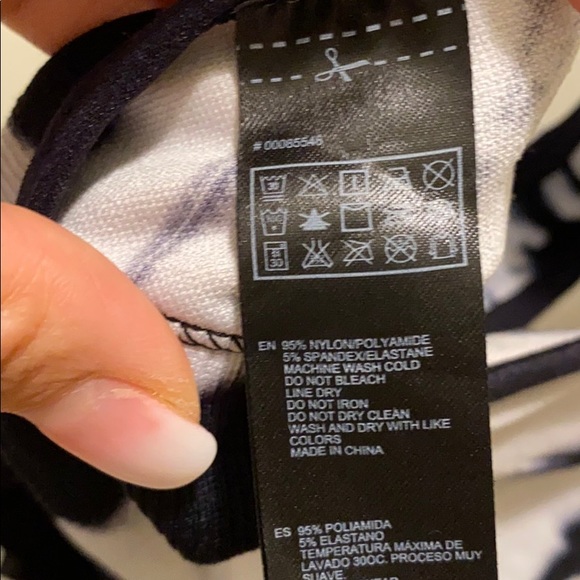 # 00085546
30
EN 95% NYLON/POLYAMIDE
5% SPANDEX/ELASTANE
MACHINE WASH COLD
DO NOT BLEACH
LINE DRY
DO NOT IRON
DO NOT DRY CLEAN
WASH AND DRY WITH LIKE
COLORS
MADE IN CHINA
ES 95% POLIAMIDA
5% ELASTANO
TEMPERATURA MÁXIMA DE
LAVADO 30OC. PROCESO MUY
SUAVE.